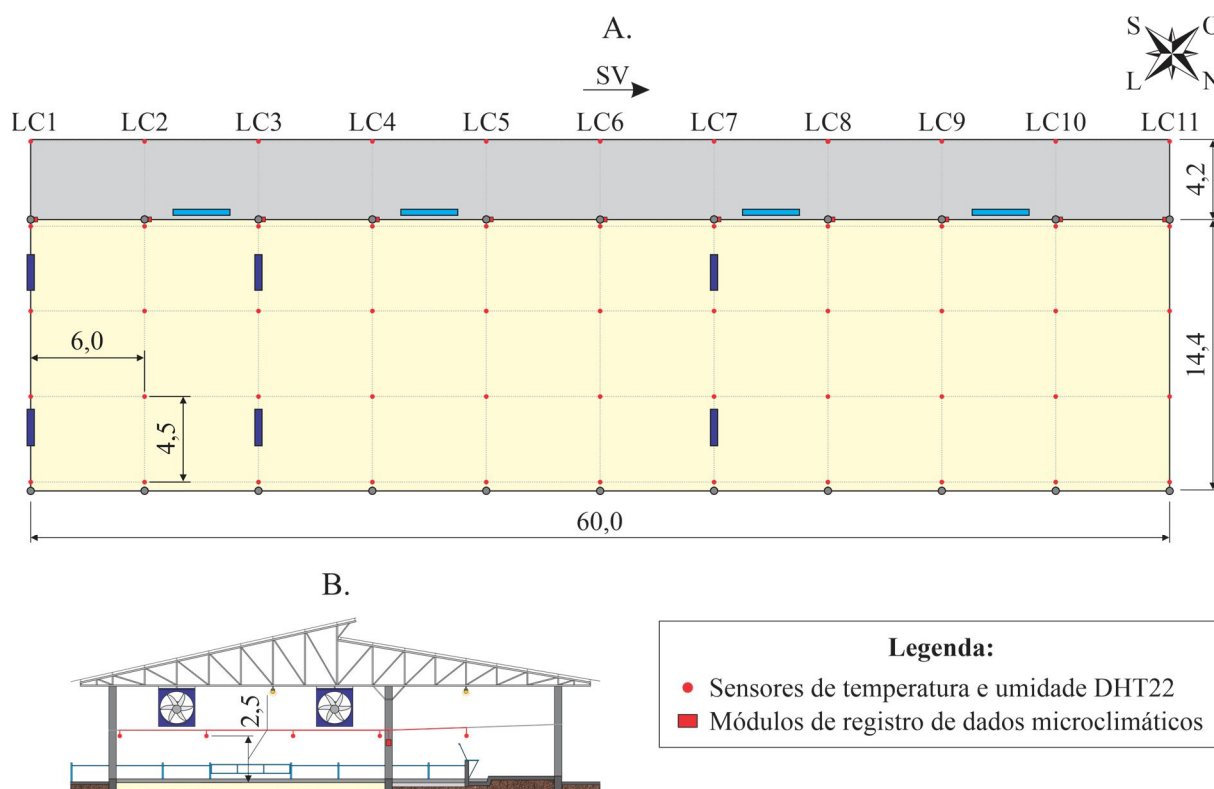 A.
SV
S O
L N
LC1 LC2 LC3 LC4 LC5 LC6 LC7 LC8 LC9 LC10 LC11
4,2
6,0
4,5
14,4
60,0
B.
2,5
Legenda:
Sensores de temperatura e umidade DHT22
Módulos de registro de dados microclimáticos